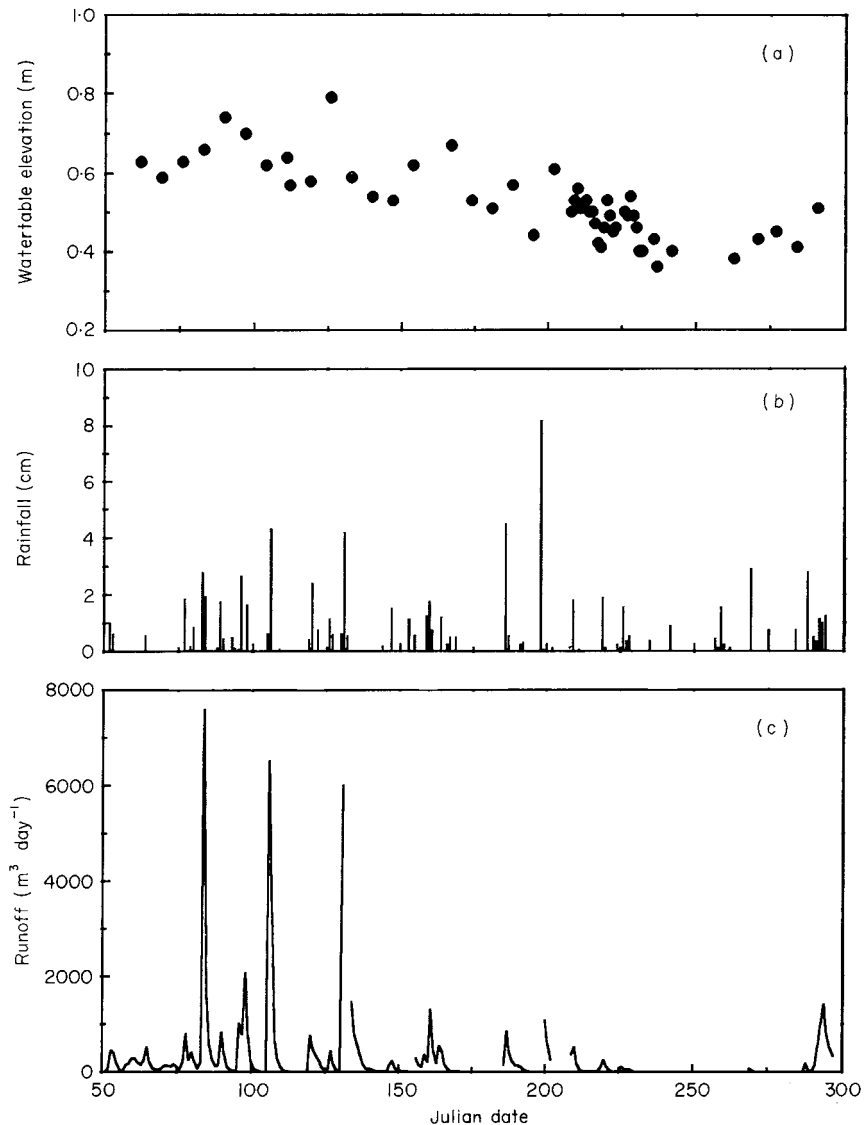 1·0
0·8
0·6
0·4
0·2
Watertable elevation (m)
(a)
10
8
6
4
2
0
Rainfall (cm)
(b)
8000
6000
4000
2000
0
Runoff (m³ day⁻¹)
(c)
50 100 150 200 250 300
Julian date